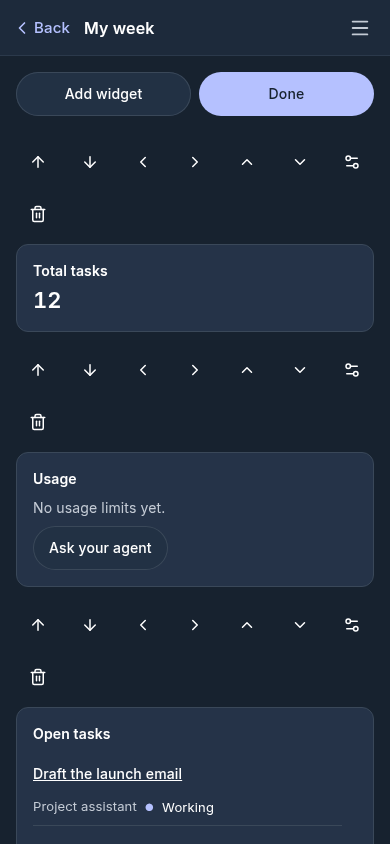 Back My week
Add widget Done
Total tasks
12
Usage
No usage limits yet.
Ask your agent
Open tasks
Draft the launch email
Project assistant Working